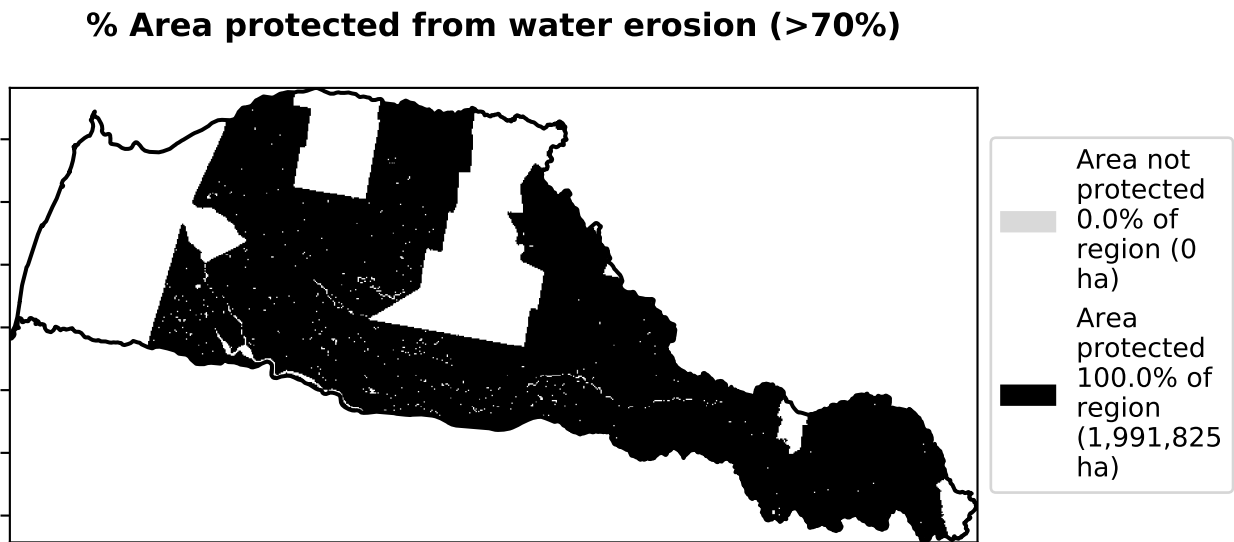 % Area protected from water erosion (>70%)
Area not
protected
0.0% of
region (0
ha)
Area
protected
100.0% of
region
(1,991,825
ha)